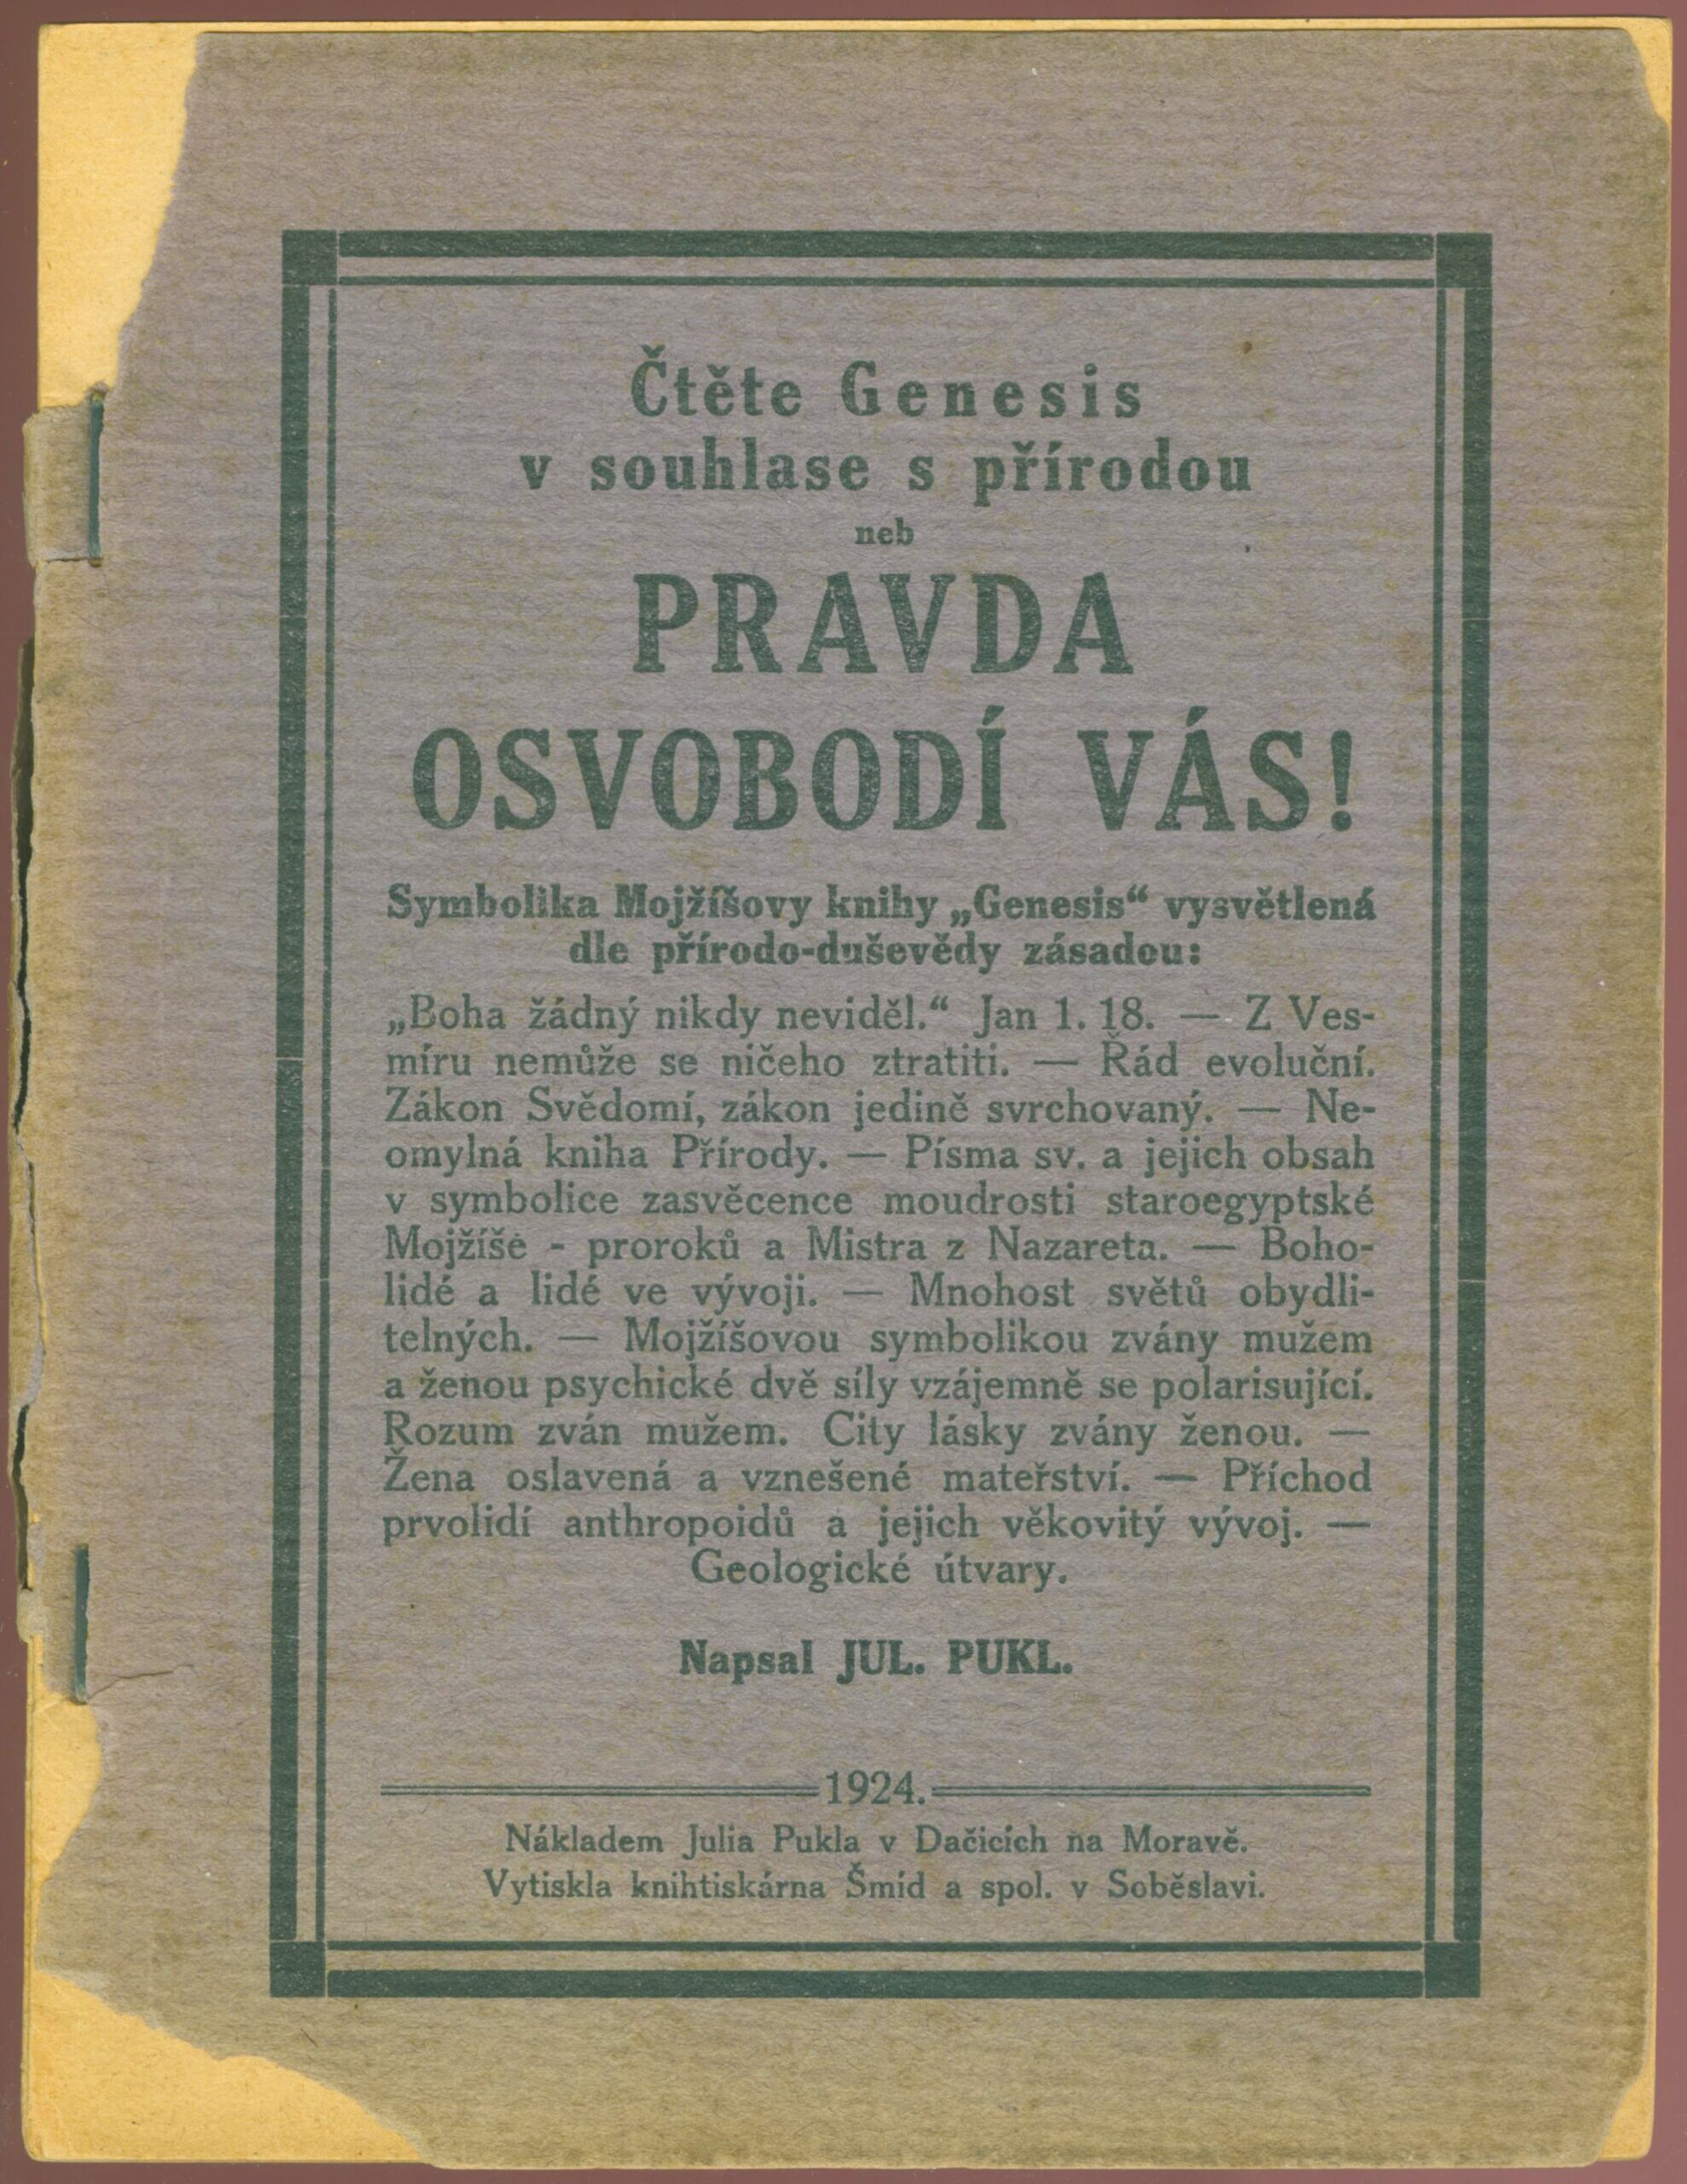 Čtěte Genesis
v souhlase s přírodou
neb
PRAVDA
OSVOBODÍ VÁS!
Symbolika Mojžíšovy knihy „Genesis“ vysvětlená
dle přírodo-duševědy zásadou:
„Boha žádný nikdy neviděl.“ Jan 1. 18. — Z Ves-
míru nemůže se ničeho ztratiti. — Řád evoluční.
Zákon Svědomí, zákon jedině svrchovaný. — Ne-
omylná kniha Přírody. — Písma sv. a jejich obsah
v symbolice zasvěcence moudrosti staroegyptské
Mojžíše - proroků a Mistra z Nazareta. — Boho-
lidé a lidé ve vývoji. — Mnohost světů obydli-
telných. — Mojžíšovou symbolikou zvány mužem
a ženou psychické dvě síly vzájemně se polarisující.
Rozum zván mužem. City lásky zvány ženou. —
Žena oslavená a vznešené mateřství. — Příchod
prvolidí anthropoidů a jejich věkovitý vývoj. —
Geologické útvary.
Napsal JUL. PUKL.
1924.
Nákladem Julia Pukla v Dačicích na Moravě.
Vytiskla knihtiskárna Šmíd a spol. v Soběslavi.